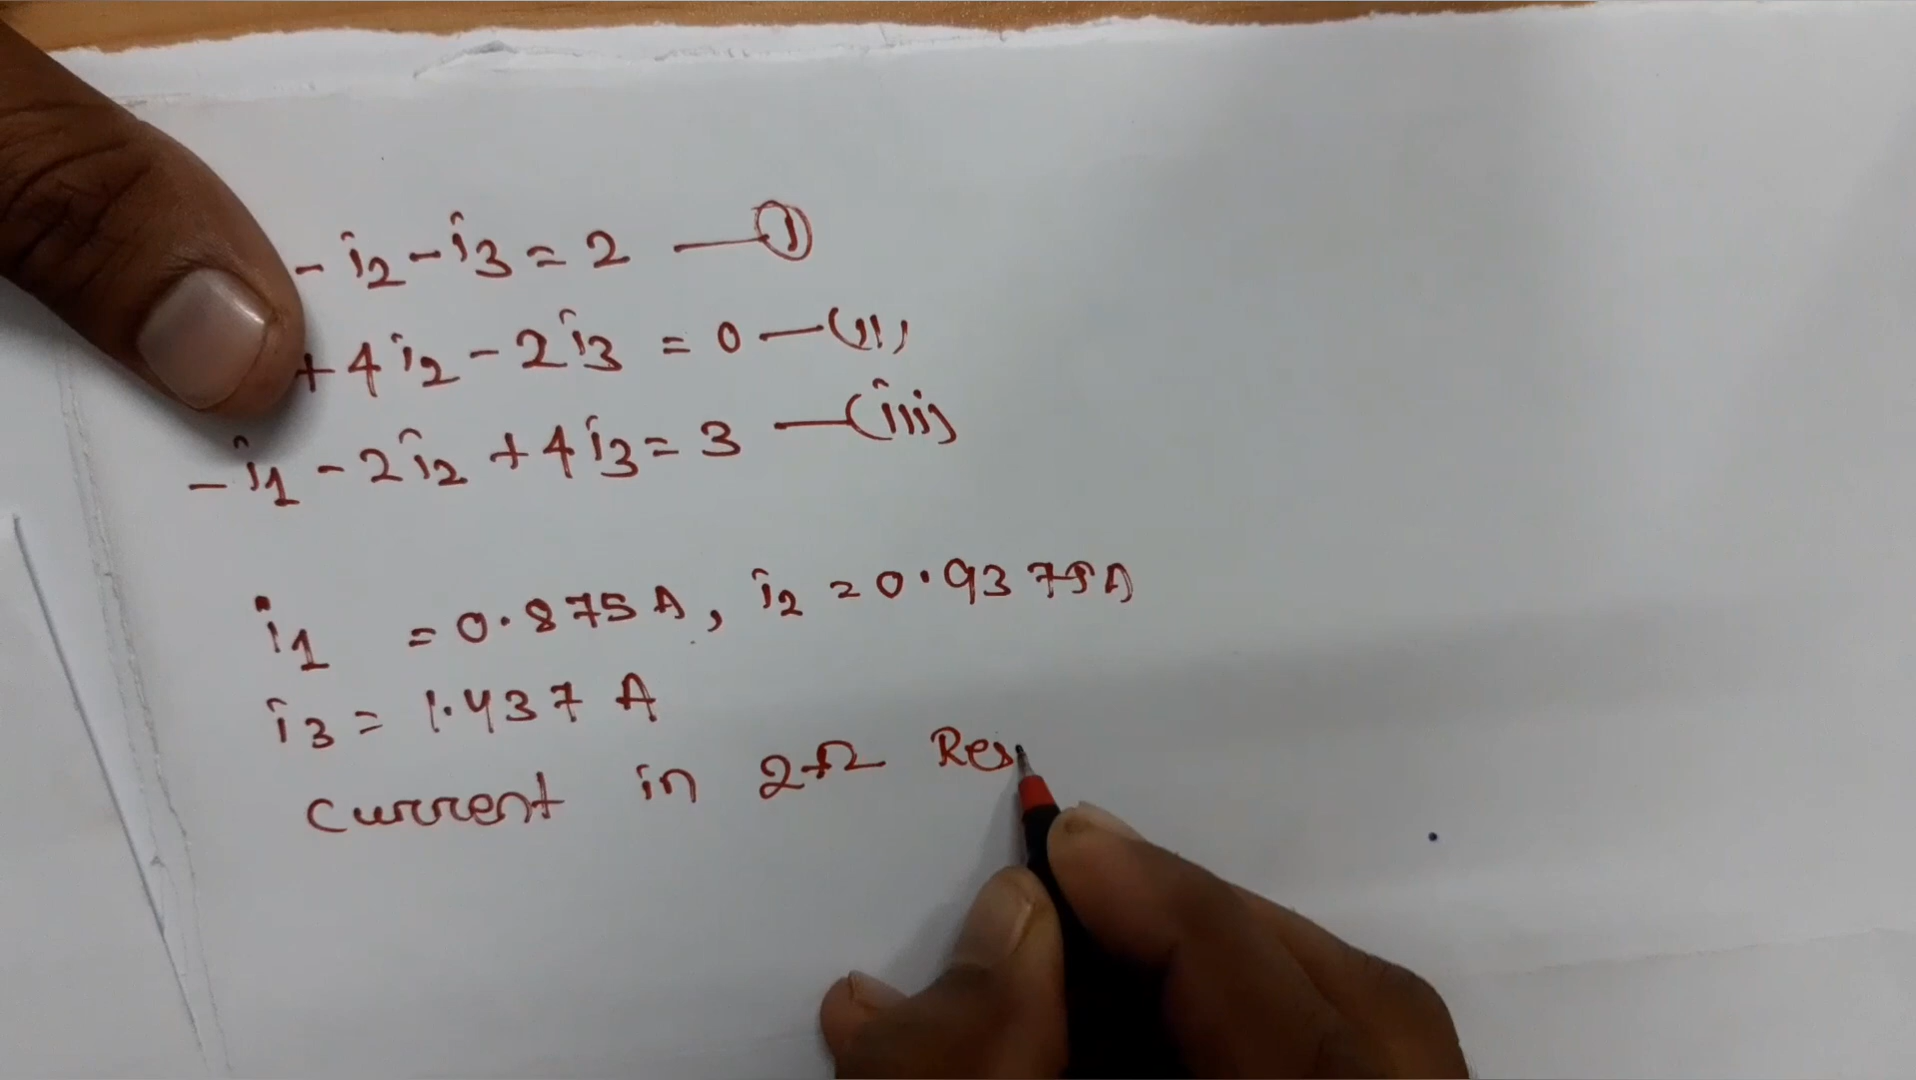 - i2 - i3 = 2 — ①
+ 4i2 - 2i3 = 0 — (ii)
- i1 - 2i2 + 4i3 = 3 — (iii)
i1 = 0.875 A, i2 = 0.9375 A
i3 = 1.437 A
Current in 2Ω Res